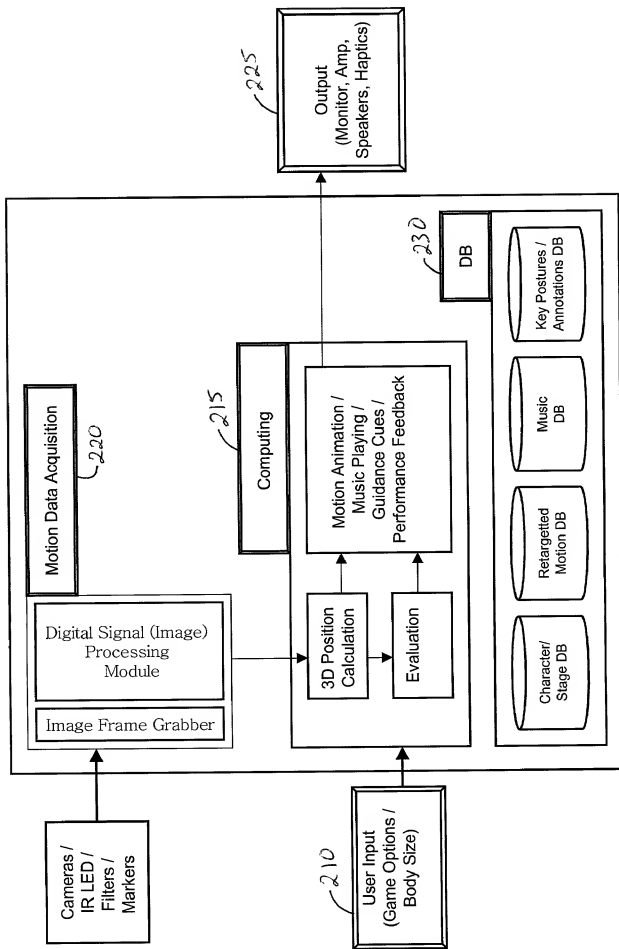 Cameras /
IR LED /
Filters /
Markers
Image Frame Grabber
Digital Signal (Image)
Processing
Module
Motion Data Acquisition
220
User Input
(Game Options /
Body Size)
210
3D Position
Calculation
Evaluation
Motion Animation /
Music Playing /
Guidance Cues /
Performance Feedback
Computing
215
Output
(Monitor, Amp,
Speakers, Haptics)
225
Character/
Stage DB
Retargetted
Motion DB
Music
DB
Key Postures /
Annotations DB
DB
230